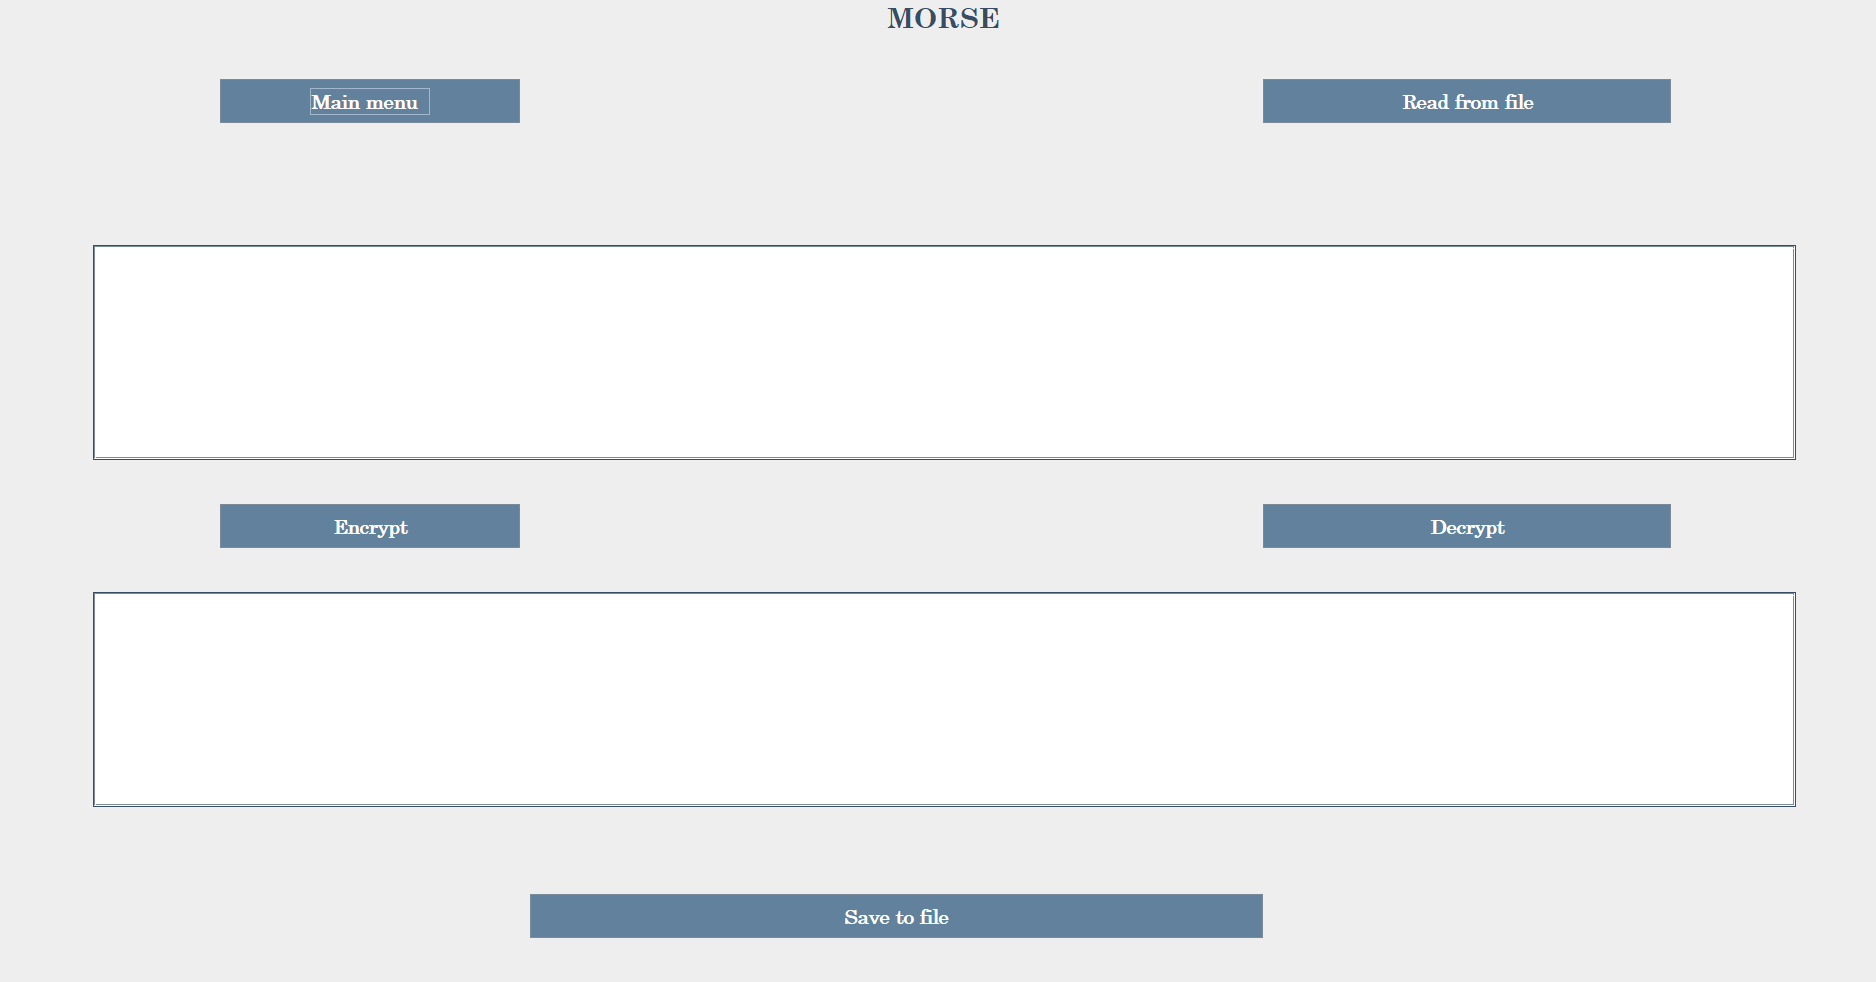 MORSE
Main menu
Read from file
Encrypt
Decrypt
Save to file